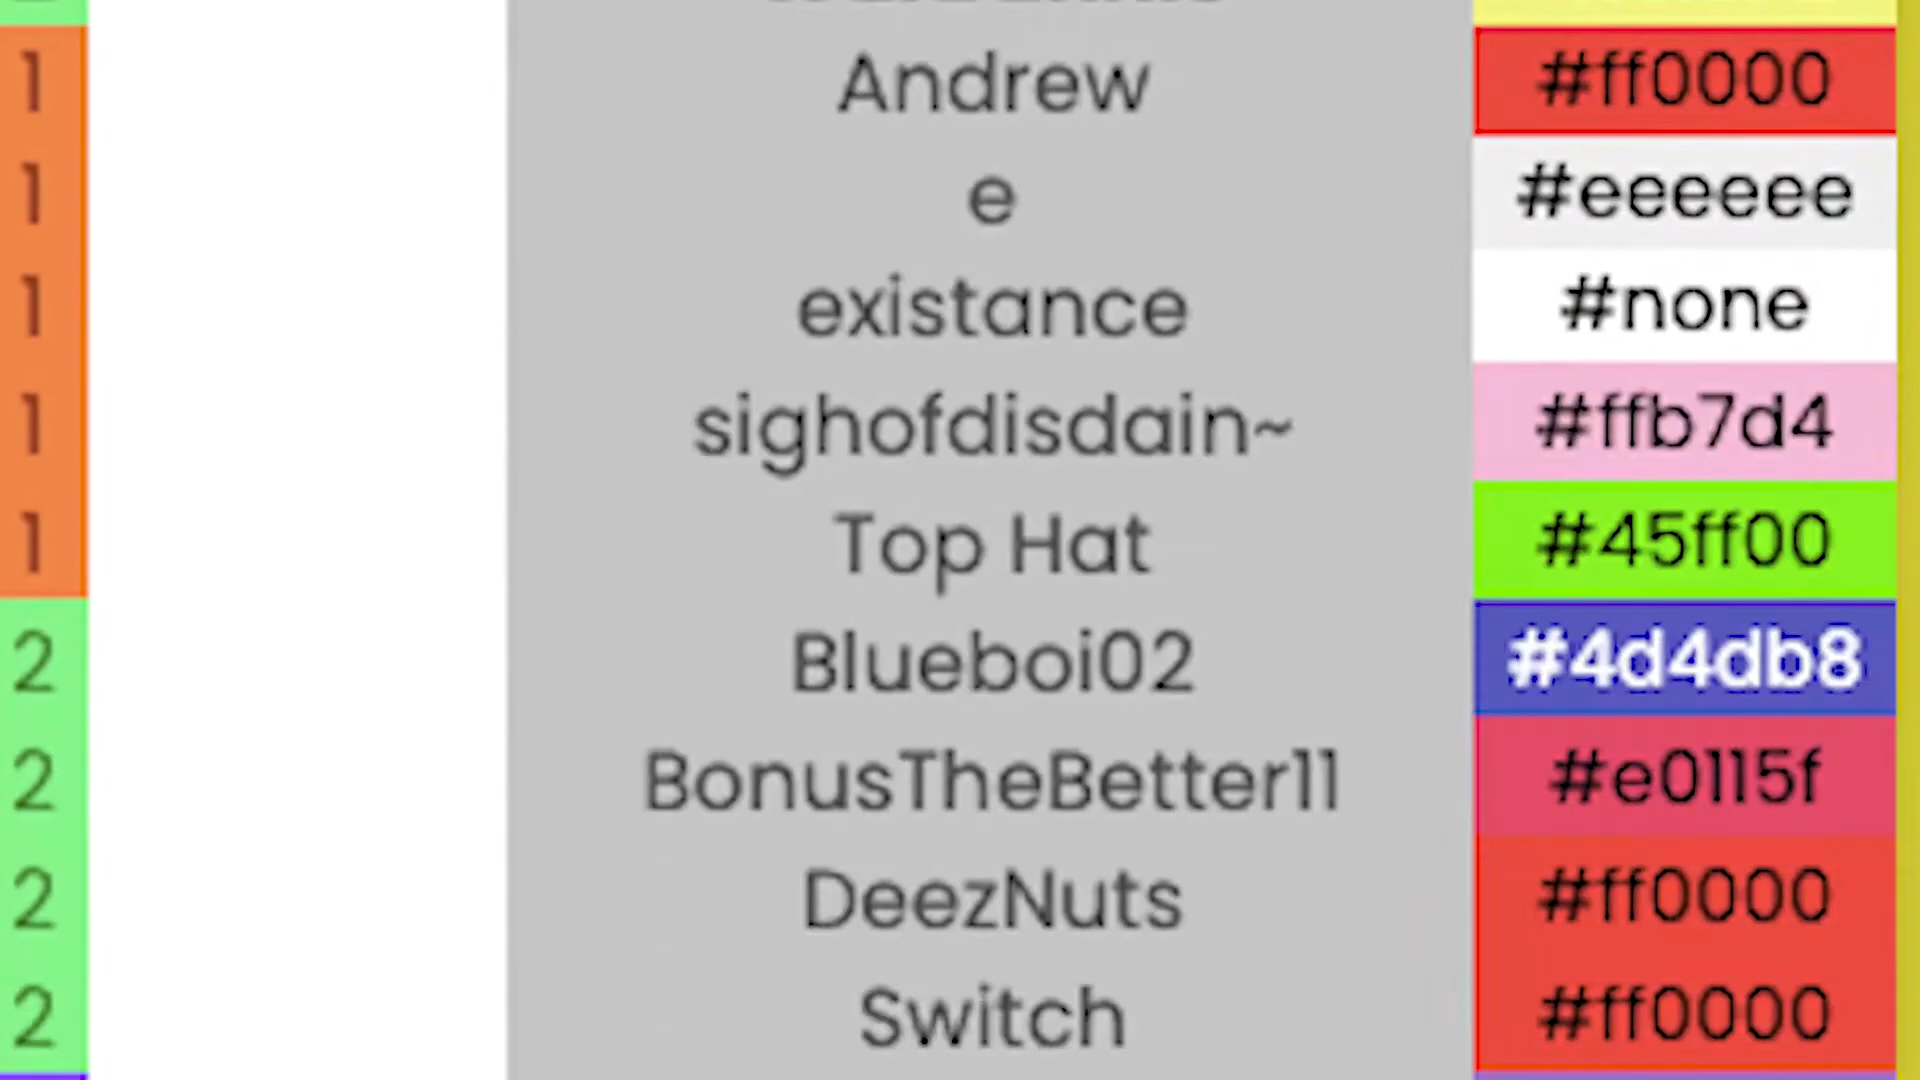 1 Andrew #ff0000
1 e #eeeeee
1 existance #none
1 sighofdisdain~ #ffb7d4
1 Top Hat #45ff00
2 Blueboi02 #4d4db8
2 BonusTheBetter11 #e0115f
2 DeezNuts #ff0000
2 Switch #ff0000